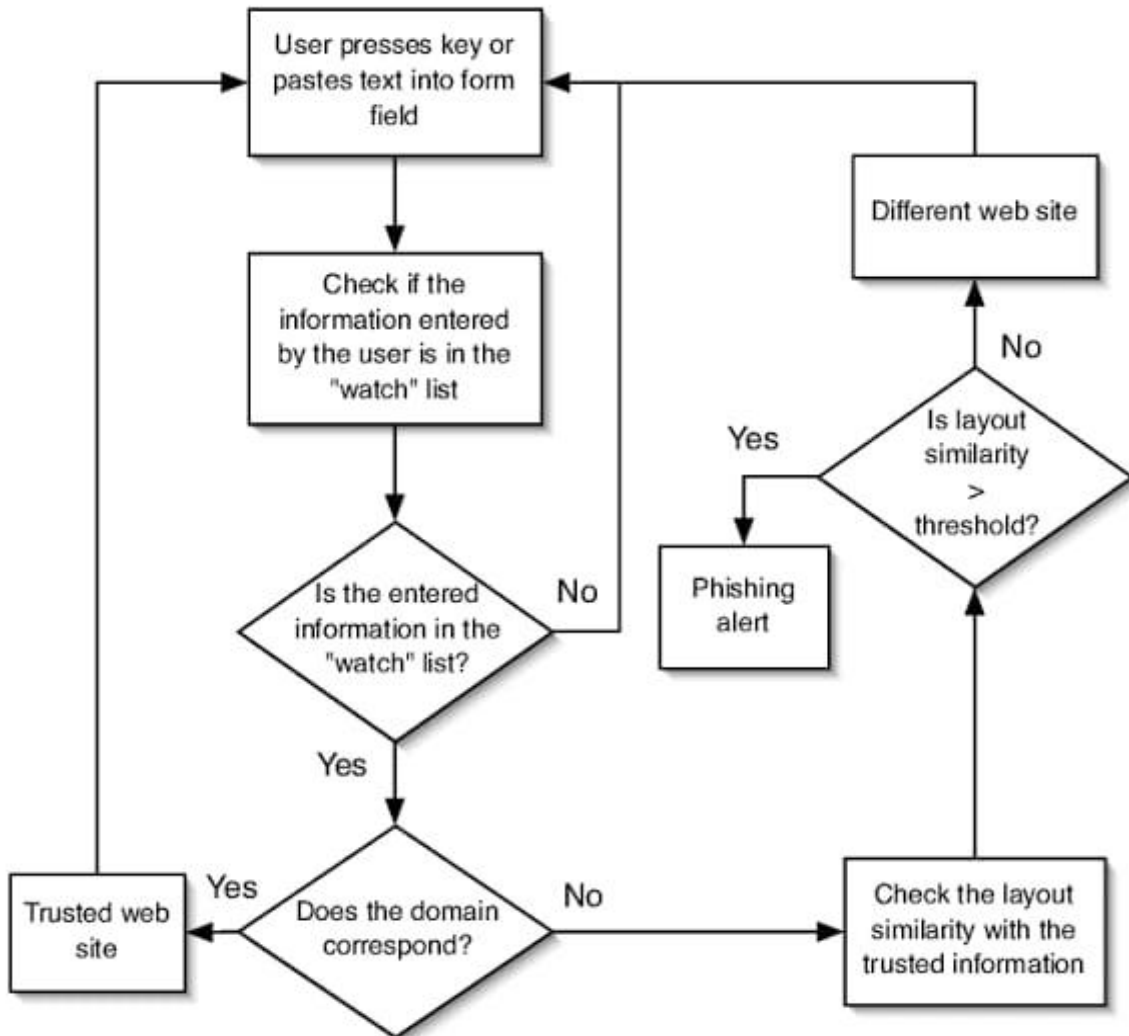 User presses key or
pastes text into form
field
Different web site
Check if the
information entered
by the user is in the
"watch" list
No
Is layout
similarity
>
threshold?
Yes
Phishing
alert
Is the entered
information in the
"watch" list?
No
Yes
Does the domain
correspond?
Yes
Trusted web
site
No
Check the layout
similarity with the
trusted information